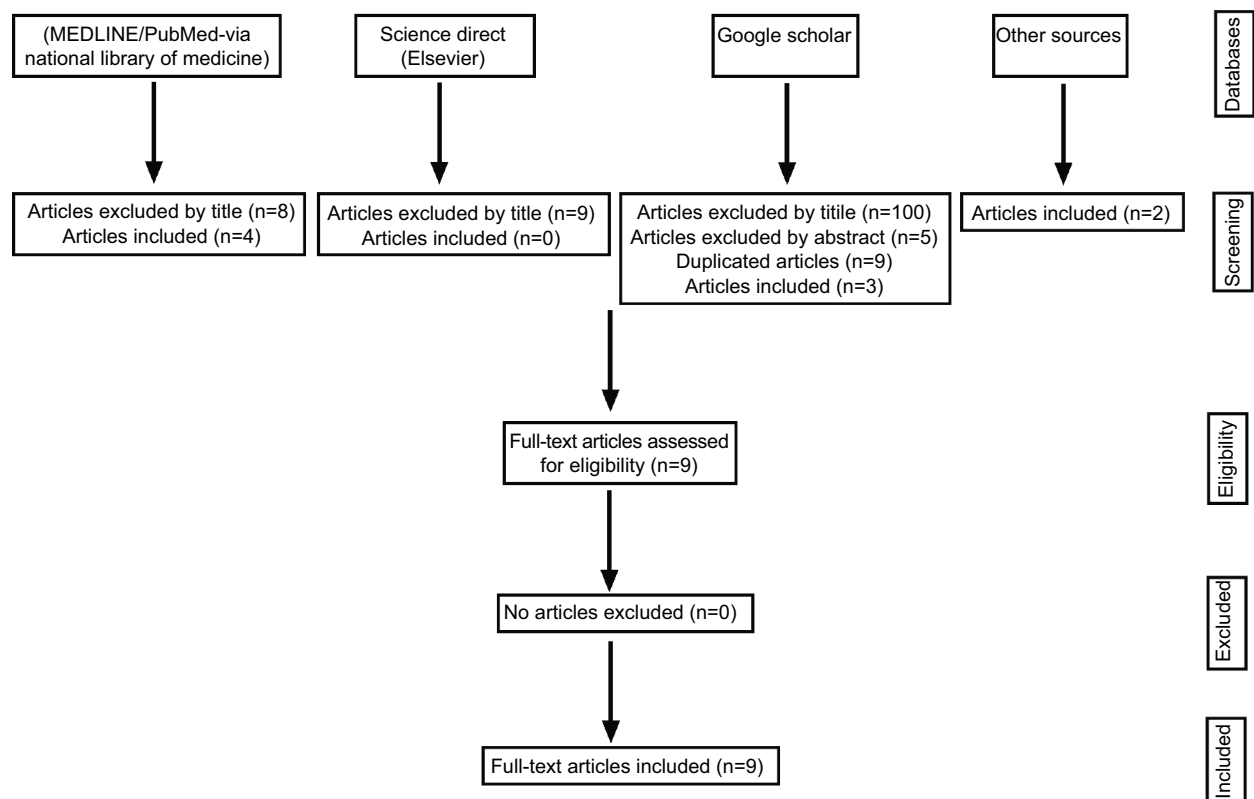 (MEDLINE/PubMed-via
national library of medicine)
Science direct
(Elsevier)
Google scholar
Other sources
Databases
Articles excluded by title (n=8)
Articles included (n=4)
Articles excluded by title (n=9)
Articles included (n=0)
Articles excluded by titile (n=100)
Articles excluded by abstract (n=5)
Duplicated articles (n=9)
Articles included (n=3)
Articles included (n=2)
Screening
Full-text articles assessed
for eligibility (n=9)
Eligibility
No articles excluded (n=0)
Excluded
Full-text articles included (n=9)
Included